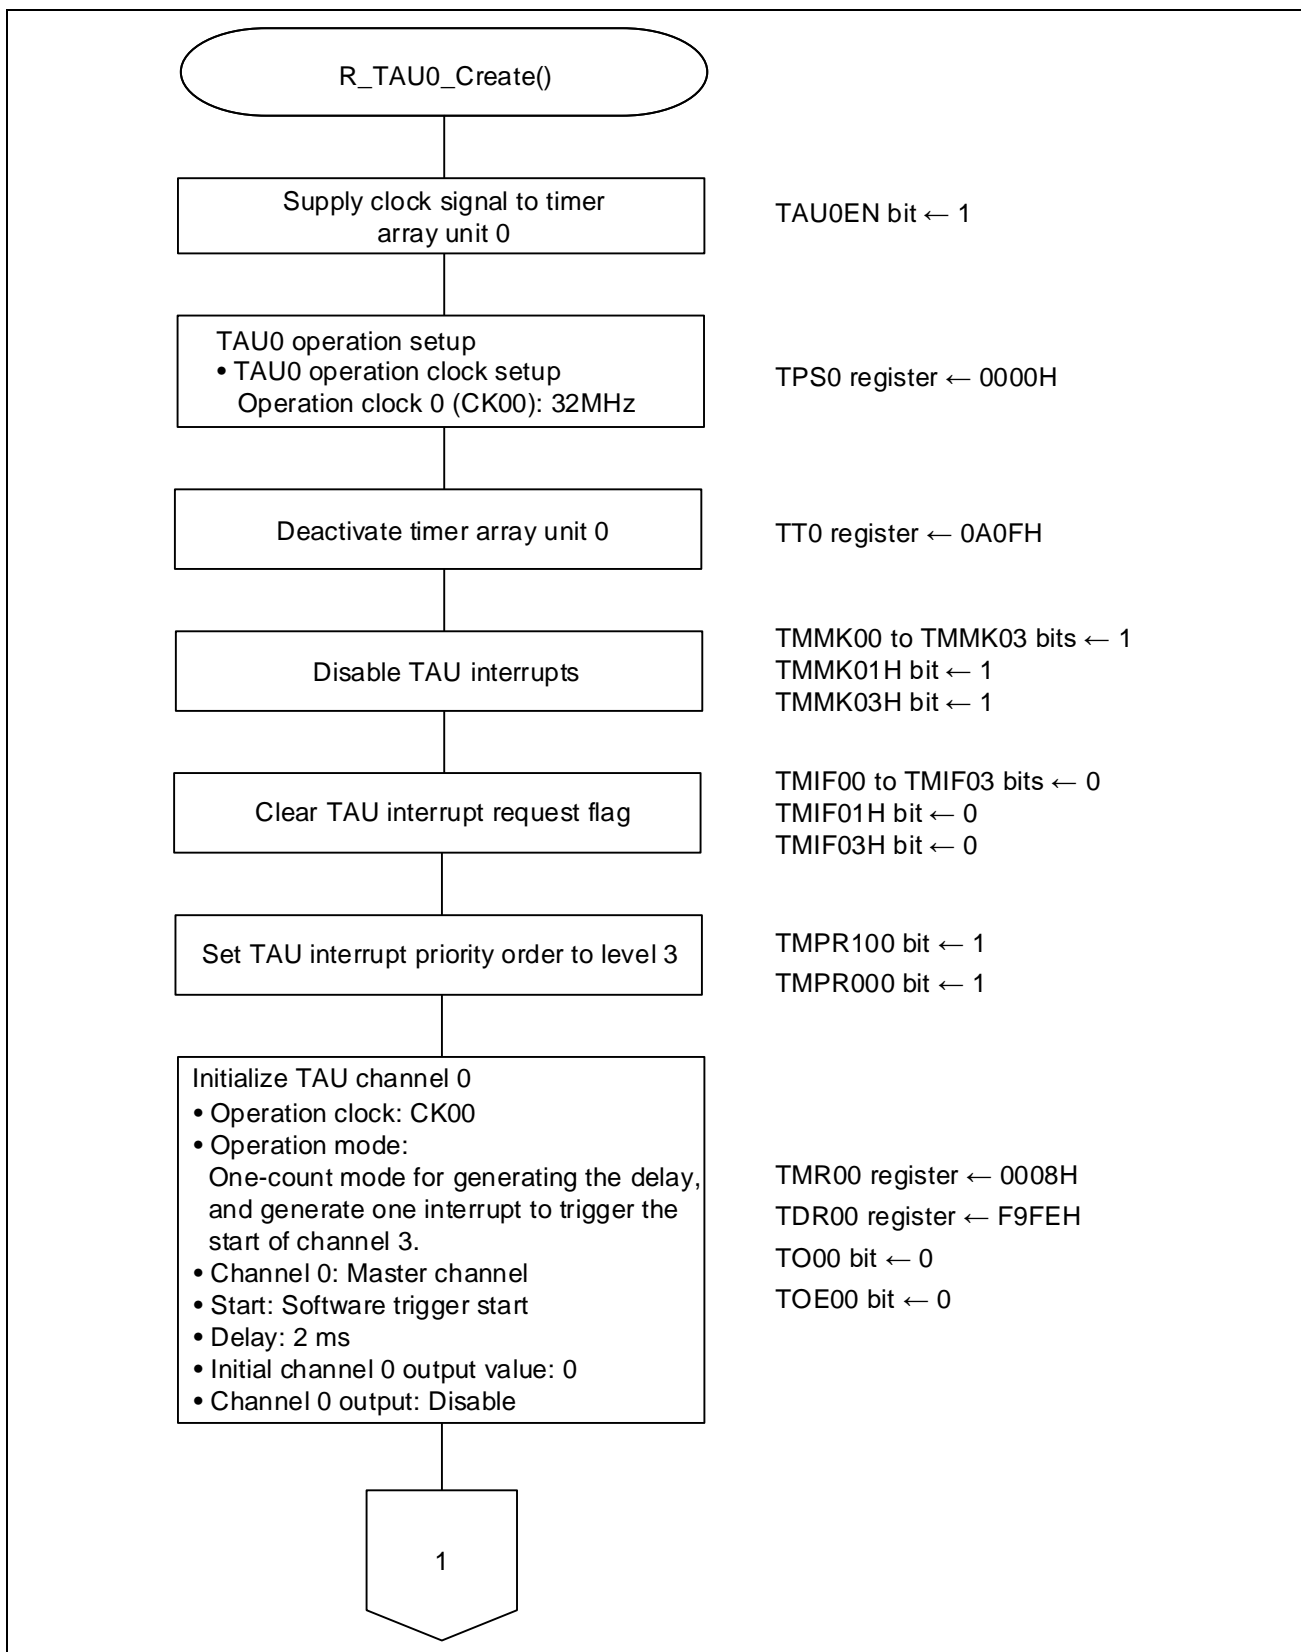 R_TAU0_Create()
Supply clock signal to timer
array unit 0
TAU0EN bit ← 1
TAU0 operation setup
• TAU0 operation clock setup
Operation clock 0 (CK00): 32MHz
TPS0 register ← 0000H
Deactivate timer array unit 0
TT0 register ← 0A0FH
Disable TAU interrupts
TMMK00 to TMMK03 bits ← 1
TMMK01H bit ← 1
TMMK03H bit ← 1
Clear TAU interrupt request flag
TMIF00 to TMIF03 bits ← 0
TMIF01H bit ← 0
TMIF03H bit ← 0
Set TAU interrupt priority order to level 3
TMPR100 bit ← 1
TMPR000 bit ← 1
Initialize TAU channel 0
• Operation clock: CK00
• Operation mode:
One-count mode for generating the delay,
and generate one interrupt to trigger the
start of channel 3.
• Channel 0: Master channel
• Start: Software trigger start
• Delay: 2 ms
• Initial channel 0 output value: 0
• Channel 0 output: Disable
TMR00 register ← 0008H
TDR00 register ← F9FEH
TO00 bit ← 0
TOE00 bit ← 0
1